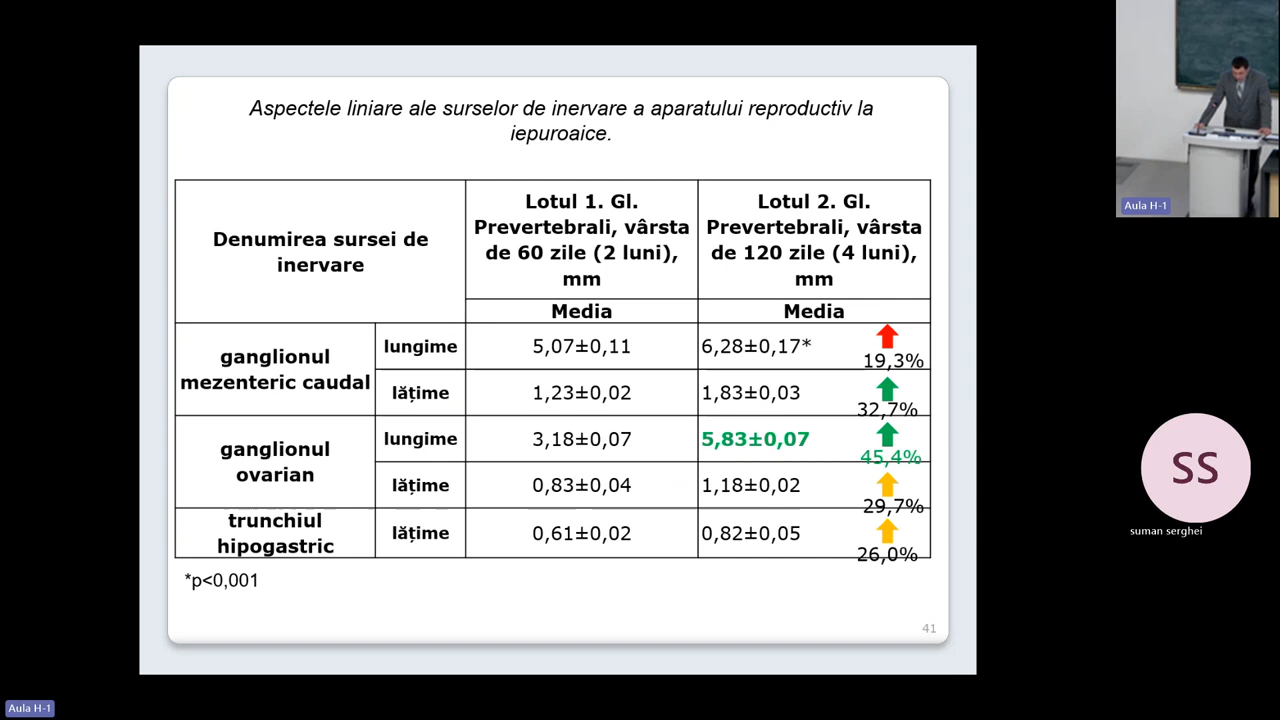 Aspectele liniare ale surselor de inervare a aparatului reproductiv la
iepuroaice.
Denumirea sursei de
inervare
Lotul 1. Gl.
Prevertebrali, vârsta
de 60 zile (2 luni),
mm
Lotul 2. Gl.
Prevertebrali, vârsta
de 120 zile (4 luni),
mm
Media
Media
ganglionul
mezenteric caudal
lungime
5,07±0,11
6,28±0,17*
19,3%
lățime
1,23±0,02
1,83±0,03
32,7%
ganglionul
ovarian
lungime
3,18±0,07
5,83±0,07
45,4%
lățime
0,83±0,04
1,18±0,02
29,7%
trunchiul
hipogastric
lățime
0,61±0,02
0,82±0,05
26,0%
*p<0,001
41
Aula H-1
SS
suman serghei
Aula H-1